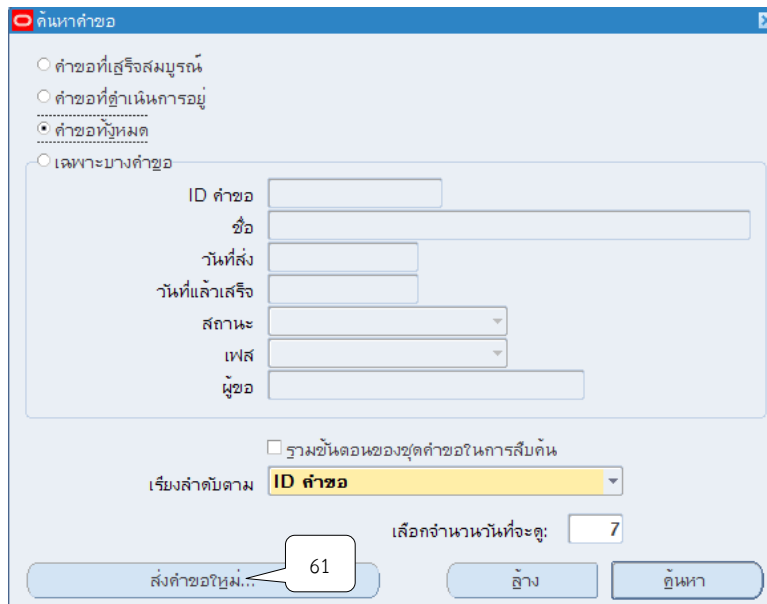 ค้นหาคำขอ
คำขอที่เสร็จสมบูรณ์
คำขอที่ดำเนินการอยู่
คำขอทั้งหมด
เฉพาะบางคำขอ
ID คำขอ
ชื่อ
วันที่ส่ง
วันที่แล้วเสร็จ
สถานะ
เฟส
ผู้ขอ
รวมขั้นตอนของชุดคำขอในการสืบค้น
เรียงลำดับตาม ID คำขอ
เลือกจำนวนวันที่จะดู: 7
ส่งคำขอใหม่... 61 ล้าง ค้นหา